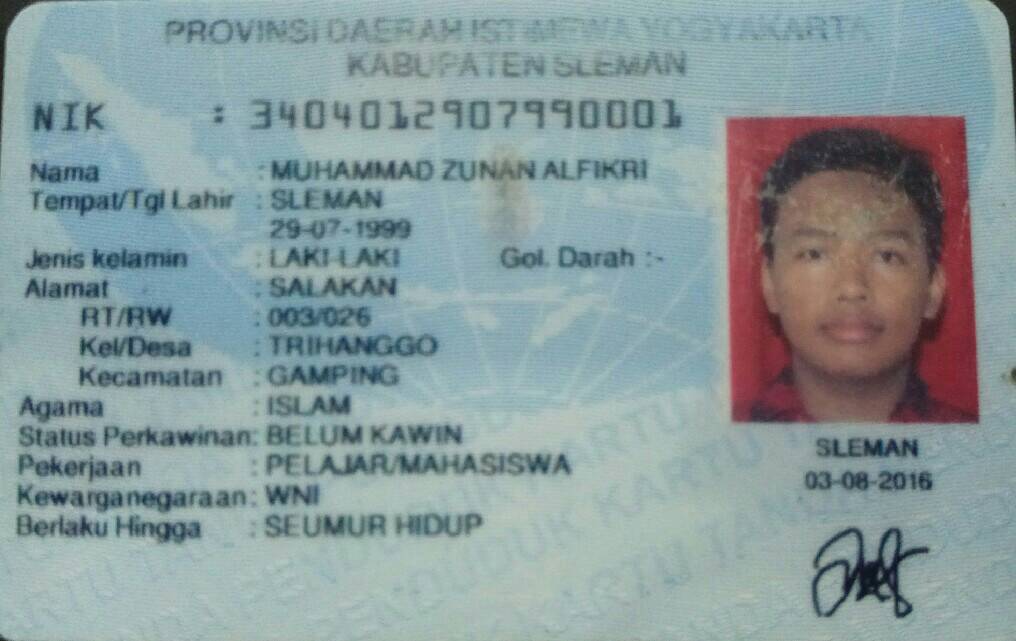 PROVINSI DAERAH ISTIMEWA YOGYAKARTA
KABUPATEN SLEMAN
NIK : 3404012907990001
Nama : MUHAMMAD ZUNAN ALFIKRI
Tempat/Tgl Lahir : SLEMAN
29-07-1999
Jenis kelamin : LAKI-LAKI Gol. Darah :-
Alamat : SALAKAN
RT/RW : 003/026
Kel/Desa : TRIHANGGO
Kecamatan : GAMPING
Agama : ISLAM
Status Perkawinan: BELUM KAWIN
Pekerjaan : PELAJAR/MAHASISWA
Kewarganegaraan: WNI
Berlaku Hingga : SEUMUR HIDUP
SLEMAN
03-08-2016